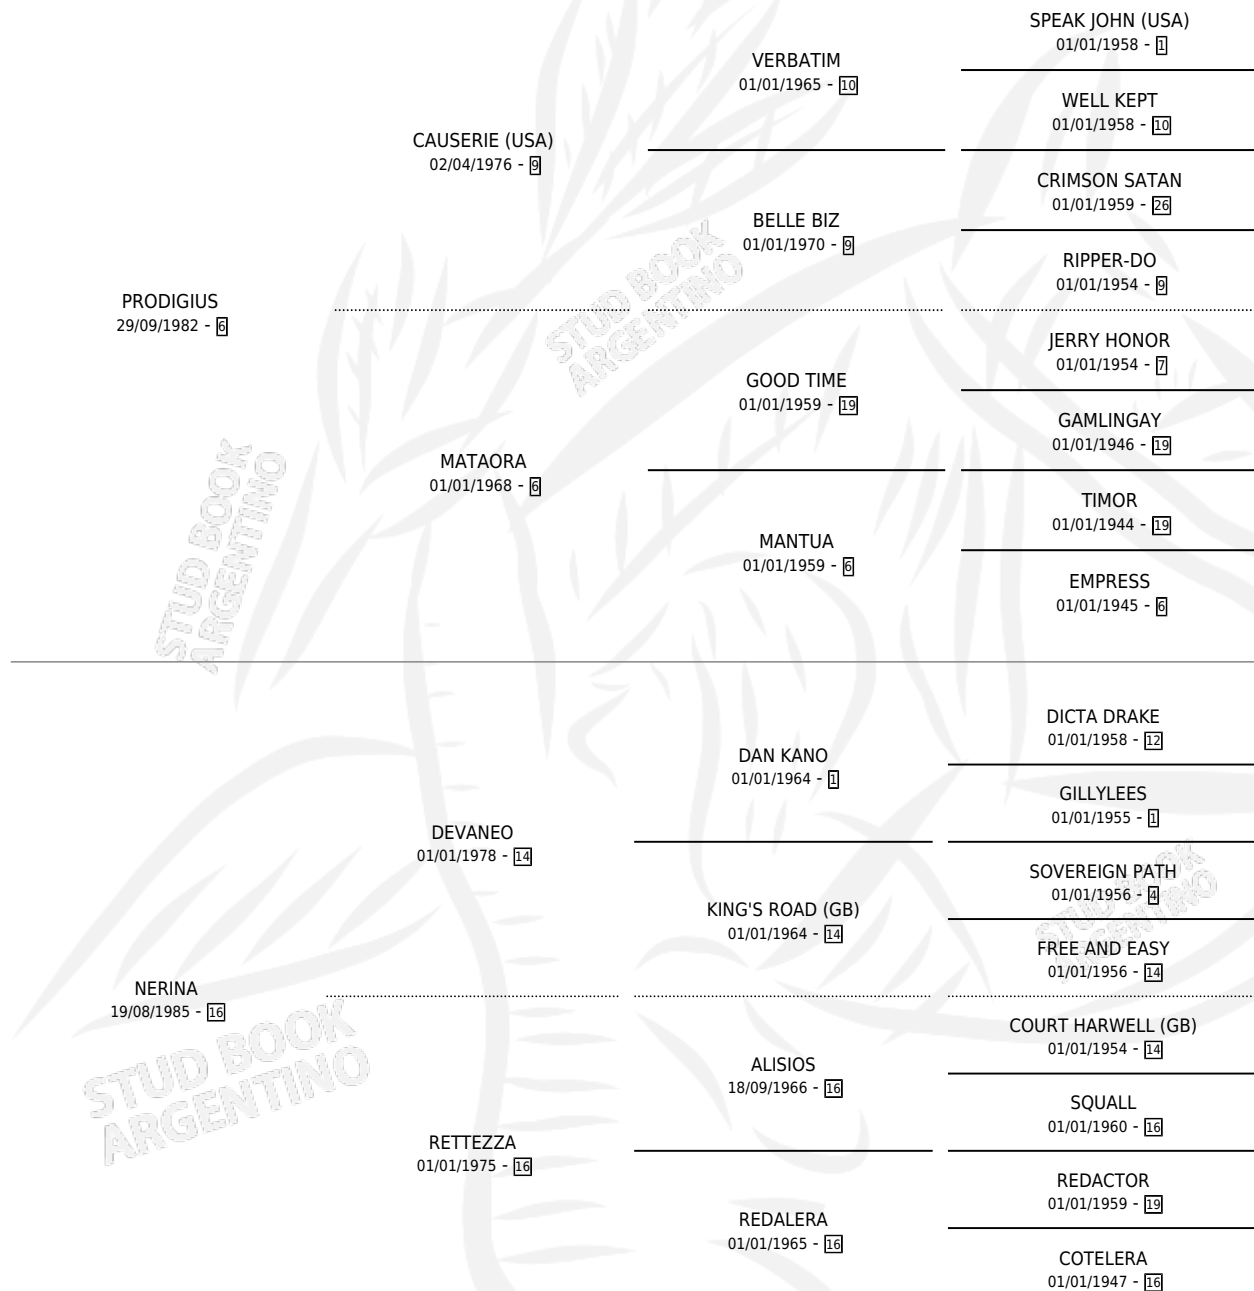 SPEAK JOHN (USA)
01/01/1958 - 1
VERBATIM
01/01/1965 - 10
WELL KEPT
01/01/1958 - 10
CAUSERIE (USA)
02/04/1976 - 9
CRIMSON SATAN
01/01/1959 - 26
BELLE BIZ
01/01/1970 - 9
RIPPER-DO
01/01/1954 - 9
PRODIGIUS
29/09/1982 - 6
JERRY HONOR
01/01/1954 - 7
GOOD TIME
01/01/1959 - 19
GAMLINGAY
01/01/1946 - 19
MATAORA
01/01/1968 - 6
TIMOR
01/01/1944 - 19
MANTUA
01/01/1959 - 6
EMPRESS
01/01/1945 - 6
DICTA DRAKE
01/01/1958 - 12
DAN KANO
01/01/1964 - 1
GILLYLEES
01/01/1955 - 1
DEVANEO
01/01/1978 - 14
SOVEREIGN PATH
01/01/1956 - 4
KING'S ROAD (GB)
01/01/1964 - 14
FREE AND EASY
01/01/1956 - 14
NERINA
19/08/1985 - 16
COURT HARWELL (GB)
01/01/1954 - 14
ALISIOS
18/09/1966 - 16
SQUALL
01/01/1960 - 16
RETTEZZA
01/01/1975 - 16
REDACTOR
01/01/1959 - 19
REDALERA
01/01/1965 - 16
COTELERA
01/01/1947 - 16
STUD BOOK
ARGENTINO
STUD BOOK
ARGENTINO
STUD BOOK
ARGENTINO
STUD BOOK
ARGENTINO